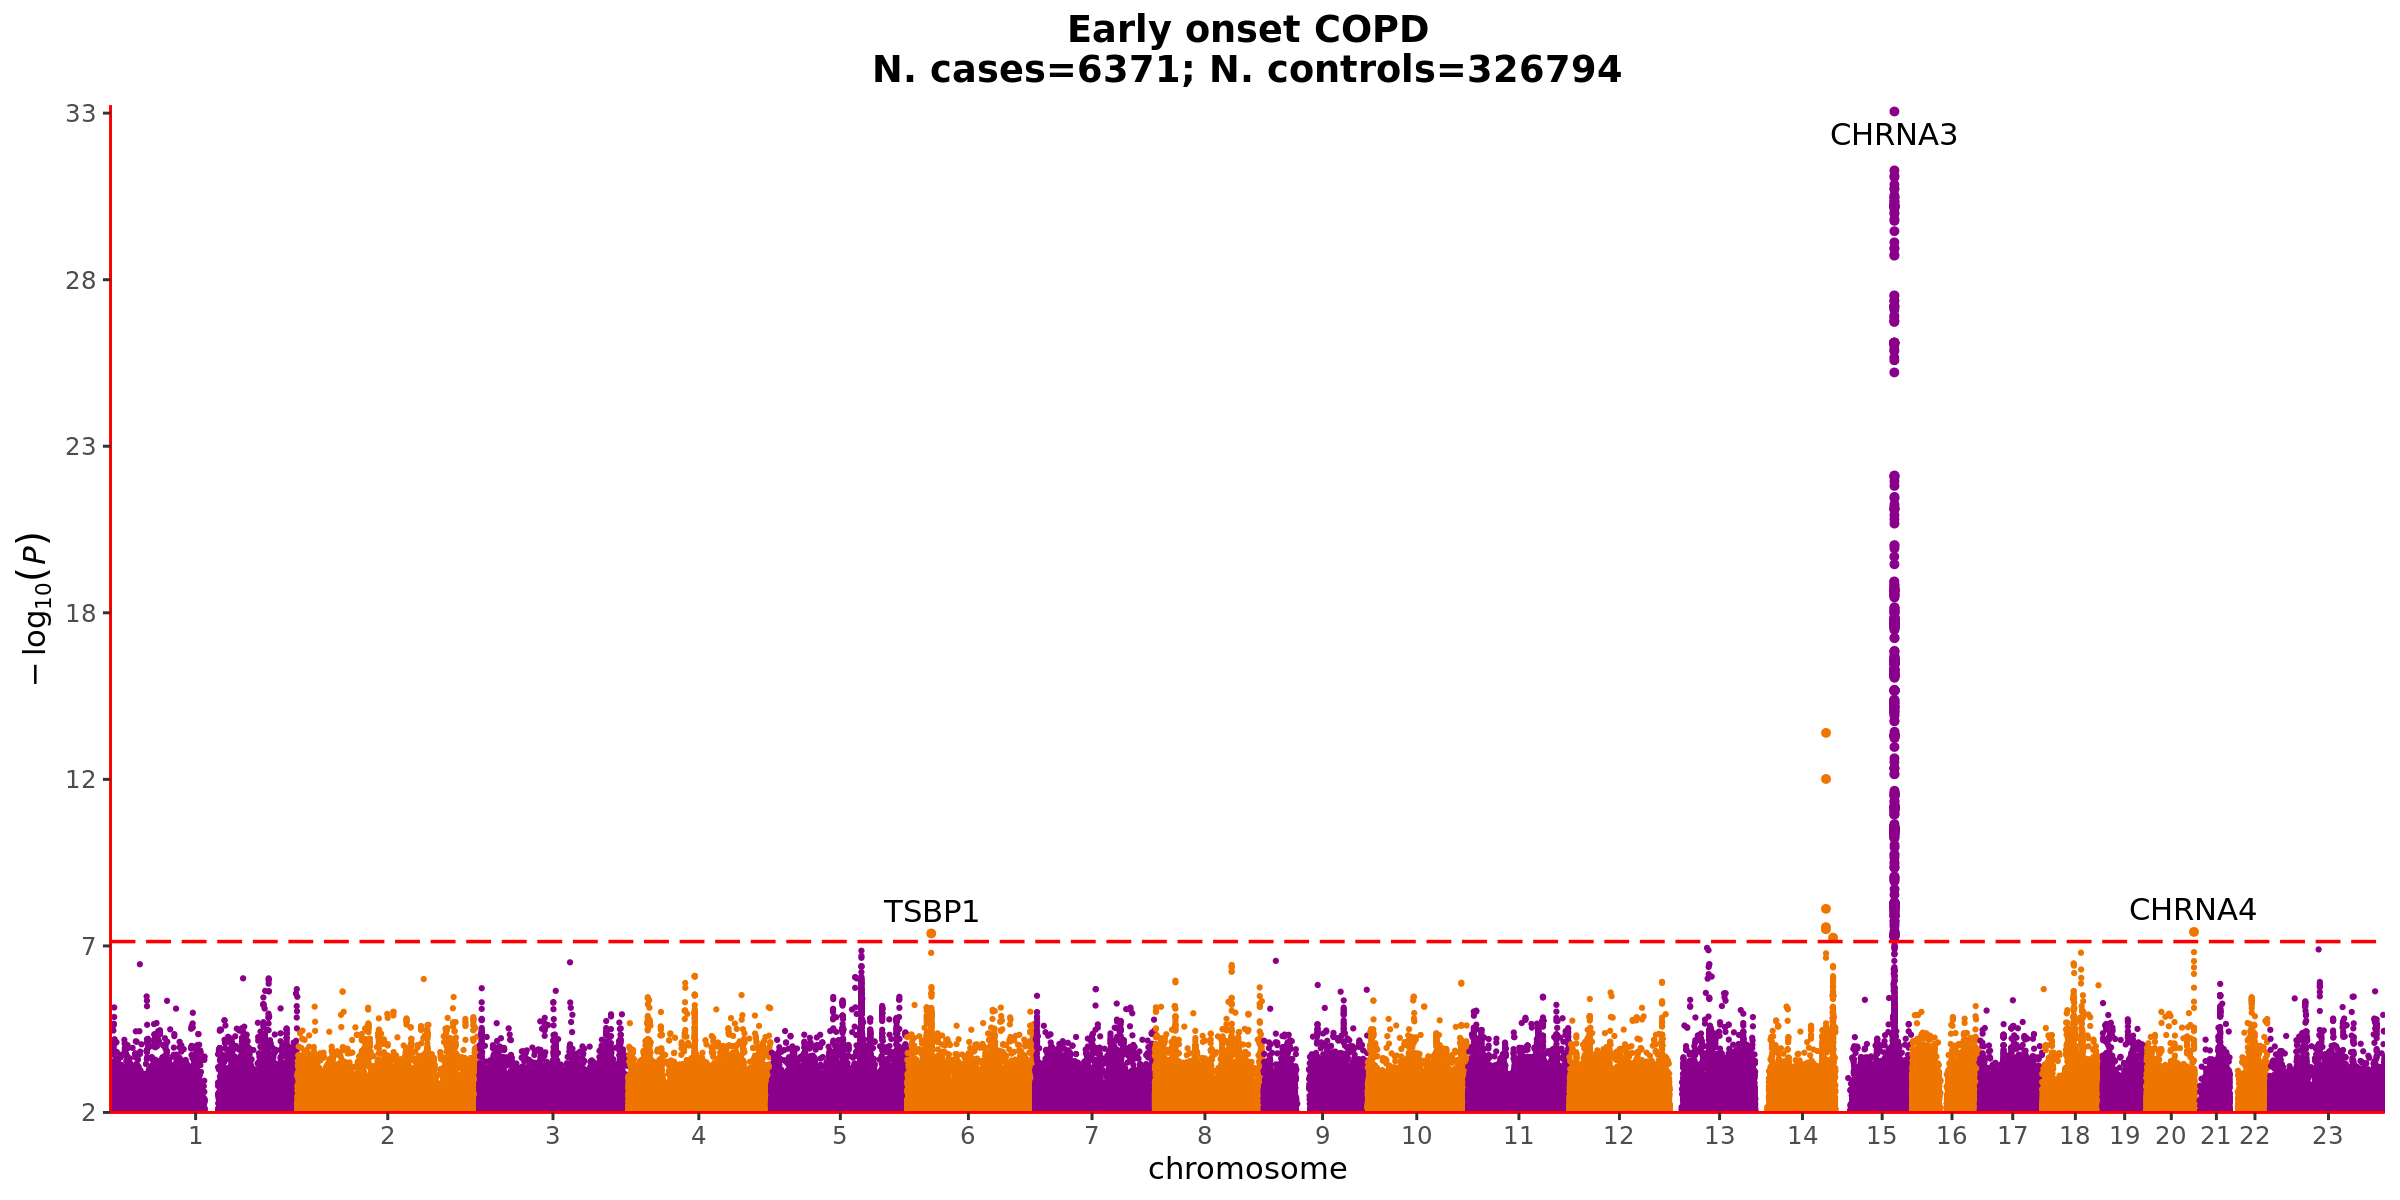 Early onset COPD
N. cases=6371; N. controls=326794
33
28
23
18
12
7
2
− log10(P)
CHRNA3
TSBP1
CHRNA4
1 2 3 4 5 6 7 8 9 10 11 12 13 14 15 16 17 18 19 20 21 22 23
chromosome